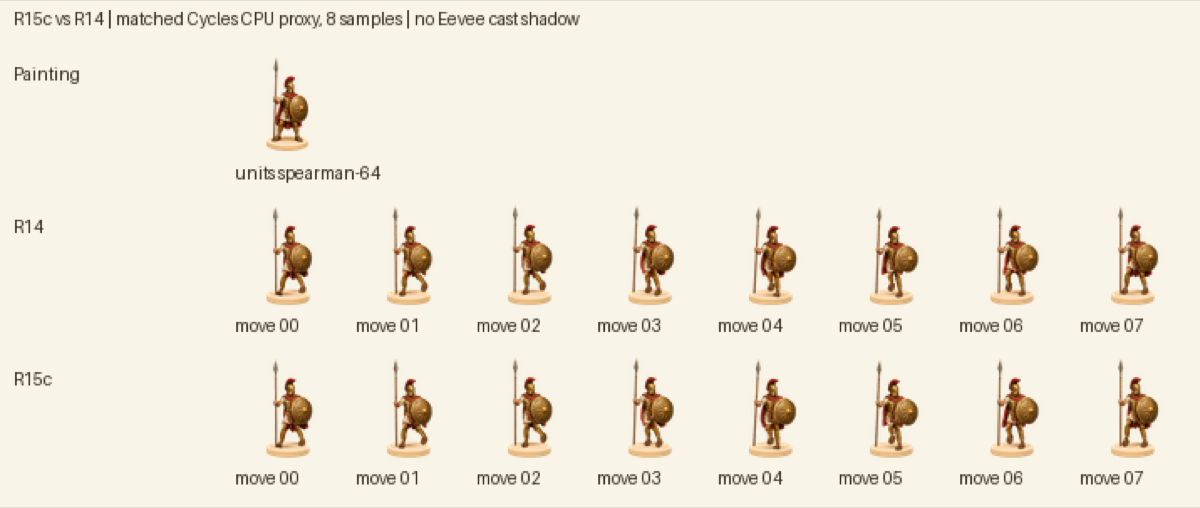 R15c vs R14 | matched Cycles CPU proxy, 8 samples | no Eevee cast shadow
Painting
unitsspearman-64
R14
move 00 move 01 move 02 move 03 move 04 move 05 move 06 move 07
R15c
move 00 move 01 move 02 move 03 move 04 move 05 move 06 move 07